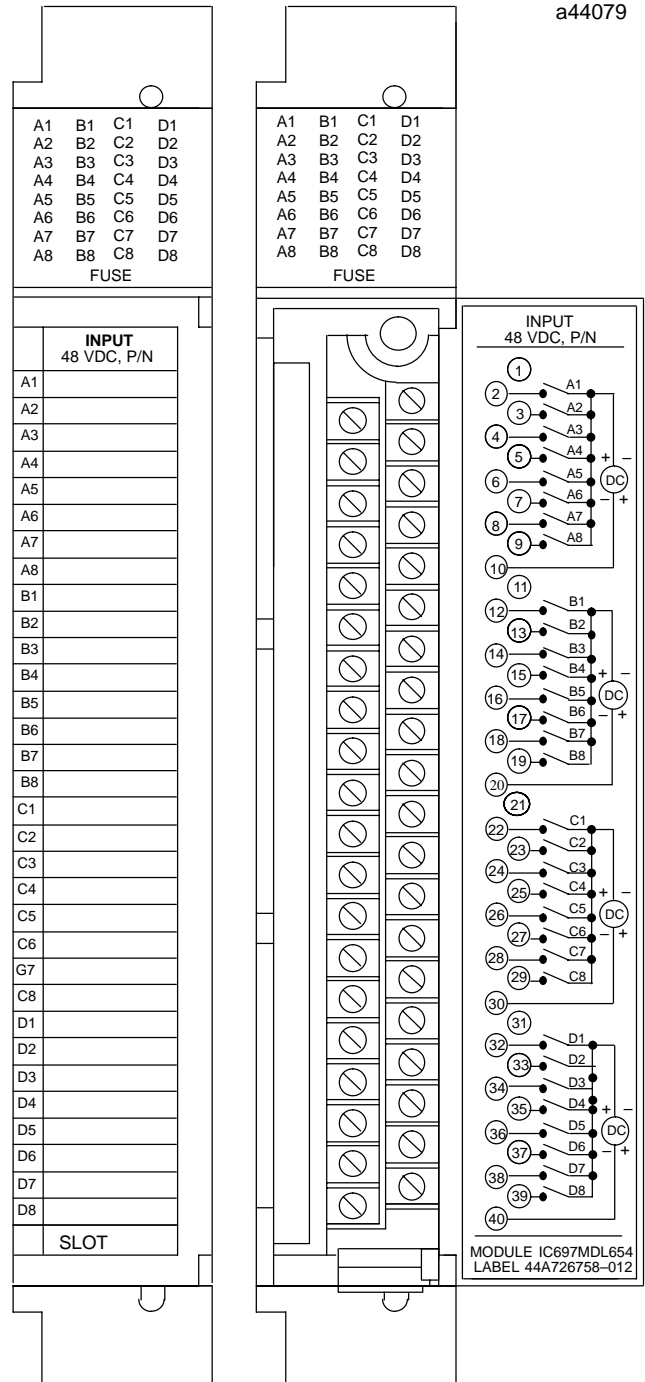 a44079
A1 B1 C1 D1
A2 B2 C2 D2
A3 B3 C3 D3
A4 B4 C4 D4
A5 B5 C5 D5
A6 B6 C6 D6
A7 B7 C7 D7
A8 B8 C8 D8
FUSE
INPUT
48 VDC, P/N
A1
A2
A3
A4
A5
A6
A7
A8
B1
B2
B3
B4
B5
B6
B7
B8
C1
C2
C3
C4
C5
C6
G7
C8
D1
D2
D3
D4
D5
D6
D7
D8
SLOT
A1 B1 C1 D1
A2 B2 C2 D2
A3 B3 C3 D3
A4 B4 C4 D4
A5 B5 C5 D5
A6 B6 C6 D6
A7 B7 C7 D7
A8 B8 C8 D8
FUSE
INPUT
48 VDC, P/N
1
2 A1
3 A2
4 A3
5 A4 + –
6 A5 DC
7 A6 – +
8 A7
9 A8
10
11
12 B1
13 B2
14 B3
15 B4 + –
16 B5 DC
17 B6 – +
18 B7
19 B8
20
21
22 C1
23 C2
24 C3
25 C4 + –
26 C5 DC
27 C6 – +
28 C7
29 C8
30
31
32 D1
33 D2
34 D3
35 D4 + –
36 D5 DC
37 D6 – +
38 D7
39 D8
40
MODULE IC697MDL654
LABEL 44A726758–012